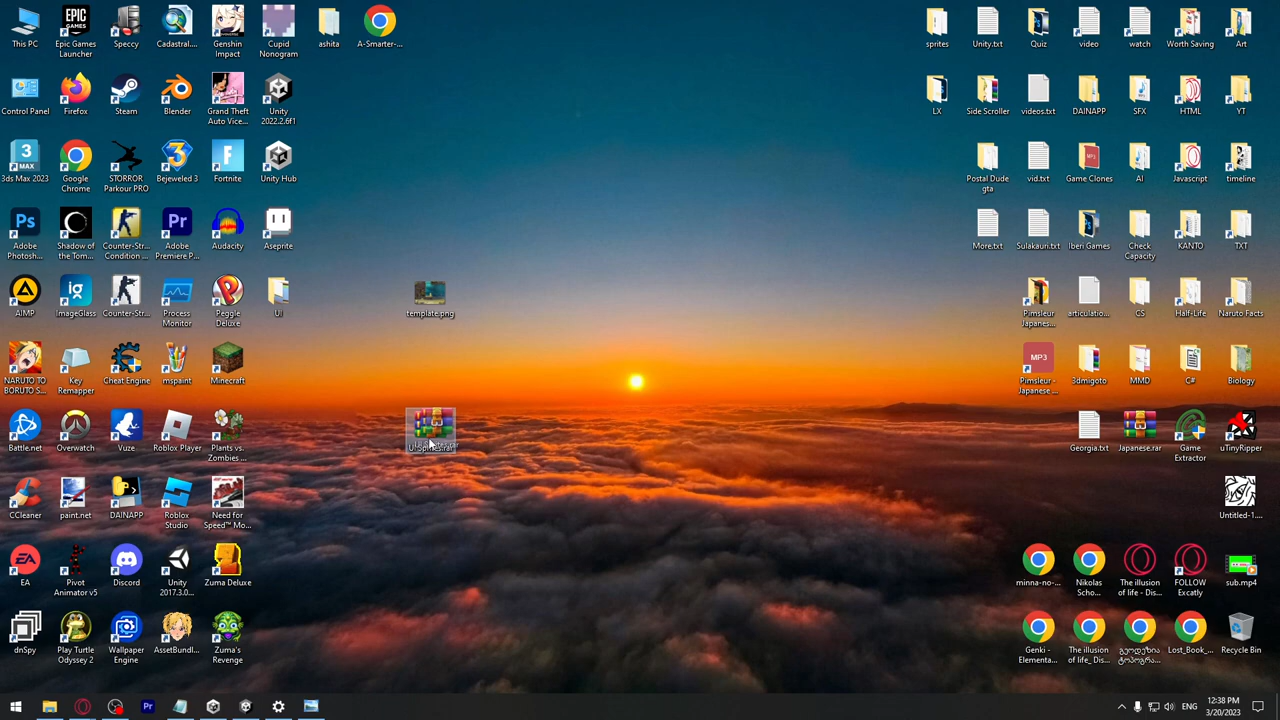 This PC
Epic Games
Launcher
Speccy
Cadastral....
Genshin
Impact
Cupid
Nonogram
ashita
A-Smarter-...
sprites
Unity.txt
Quiz
video
watch
Worth Saving
Art
Control Panel
Firefox
Steam
Blender
Grand Theft
Auto Vice...
Unity
2022.2.6f1
LX
Side Scroller
videos.txt
DAINAPP
SFX
HTML
YT
3ds Max 2023
Google
Chrome
STORROR
Parkour PRO
Bejeweled 3
Fortnite
Unity Hub
Postal Dude
gta
vid.txt
Game Clones
AI
Javascript
timeline
Adobe
Photosh...
Shadow of
the Tom...
Counter-Str...
Condition ...
Adobe
Premiere P...
Audacity
Aseprite
More.txt
Sulakauri.txt
Iberi Games
Check
Capacity
KANTO
TXT
AIMP
ImageGlass
Counter-Str...
Process
Monitor
Peggle
Deluxe
UI
template.png
Pimsleur
Japanes...
articulatio...
CS
Half-Life
Naruto Facts
NARUTO TO
BORUTO S...
Key
Remapper
Cheat Engine
mspaint
Minecraft
Pimsleur -
Japanese ...
3dmigoto
MMD
C#
Biology
Battle.net
Overwatch
Vuze
Roblox Player
Plants vs.
Zombies ...
Georgia.txt
Japanese.rar
Game
Extractor
uTinyRipper
CCleaner
paint.net
DAINAPP
Roblox
Studio
Need for
Speed™ Mo...
Untitled-1....
EA
Pivot
Animator v5
Discord
Unity
2017.3.0...
Zuma Deluxe
minna-no-...
Nikolas
Scho...
The illusion
of life - Dis...
FOLLOW
Excatly
sub.mp4
dnSpy
Play Turtle
Odyssey 2
Wallpaper
Engine
AssetBundl...
Zuma's
Revenge
Genki -
Elementa...
The illusion
of life_ Dis...
გეოდეზია
ტოპოგრა...
Lost_Book_...
Recycle Bin
ENG
12:38 PM
3/20/2023